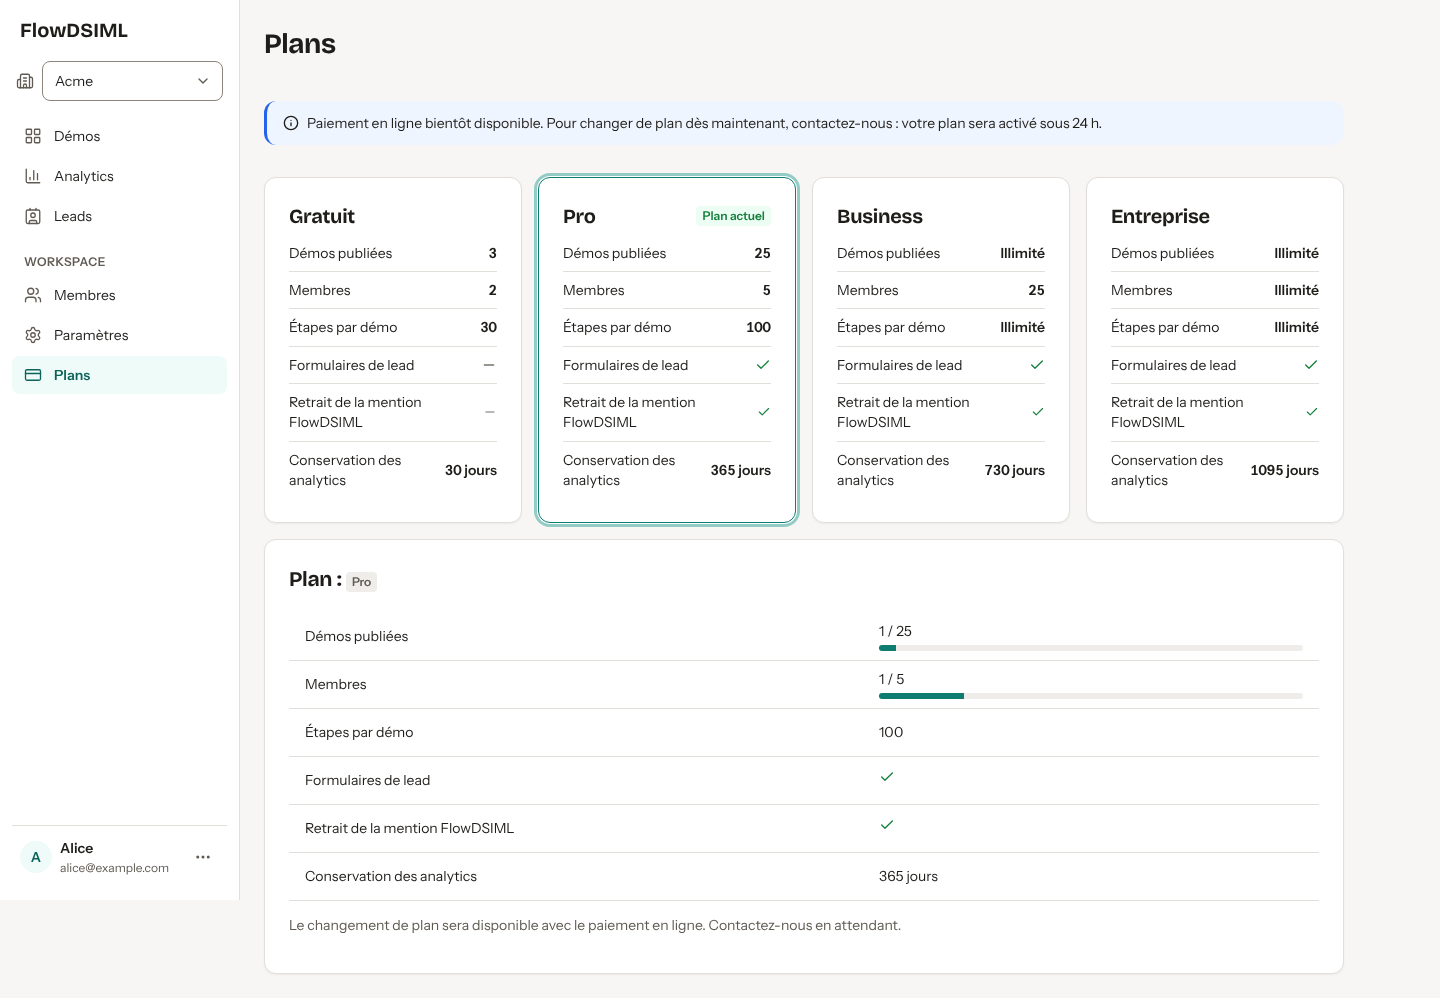 FlowDSIML
Acme
Démos
Analytics
Leads
WORKSPACE
Membres
Paramètres
Plans
A
Alice
alice@example.com
Plans
Paiement en ligne bientôt disponible. Pour changer de plan dès maintenant, contactez-nous : votre plan sera activé sous 24 h.
Gratuit
Démos publiées 3
Membres 2
Étapes par démo 30
Formulaires de lead —
Retrait de la mention
FlowDSIML —
Conservation des
analytics 30 jours
Pro Plan actuel
Démos publiées 25
Membres 5
Étapes par démo 100
Formulaires de lead
Retrait de la mention
FlowDSIML
Conservation des
analytics 365 jours
Business
Démos publiées Illimité
Membres 25
Étapes par démo Illimité
Formulaires de lead
Retrait de la mention
FlowDSIML
Conservation des
analytics 730 jours
Entreprise
Démos publiées Illimité
Membres Illimité
Étapes par démo Illimité
Formulaires de lead
Retrait de la mention
FlowDSIML
Conservation des
analytics 1095 jours
Plan : Pro
Démos publiées 1 / 25
Membres 1 / 5
Étapes par démo 100
Formulaires de lead
Retrait de la mention FlowDSIML
Conservation des analytics 365 jours
Le changement de plan sera disponible avec le paiement en ligne. Contactez-nous en attendant.